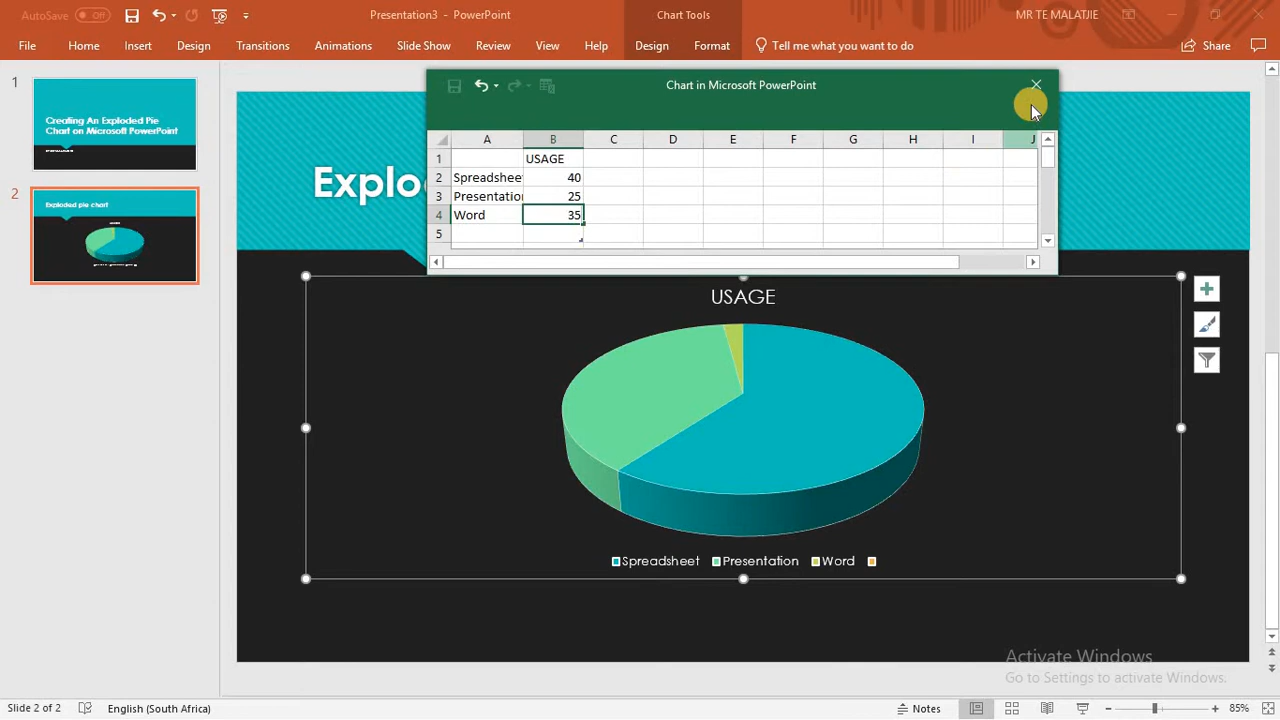 AutoSave Off
Presentation3 - PowerPoint
Chart Tools
MR TE MALATJIE
File Home Insert Design Transitions Animations Slide Show Review View Help Design Format Tell me what you want to do Share
1
Creating An Exploded Pie
Chart on Microsoft PowerPoint
2
Exploded pie chart
USAGE
Chart in Microsoft PowerPoint
A B C D E F G H I J
1 USAGE
2 Spreadsheet 40
3 Presentation 25
4 Word 35
5
Explo
USAGE
Spreadsheet Presentation Word
Activate Windows
Go to Settings to activate Windows.
Slide 2 of 2 English (South Africa) Notes 85%